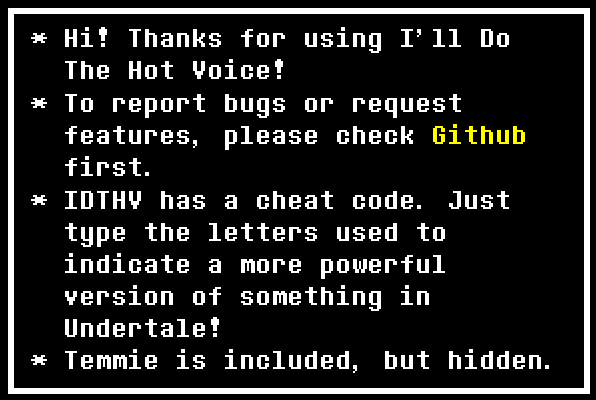 * Hi! Thanks for using I'll Do
The Hot Voice!
* To report bugs or request
features, please check Github
first.
* IDTHV has a cheat code. Just
type the letters used to
indicate a more powerful
version of something in
Undertale!
* Temmie is included, but hidden.